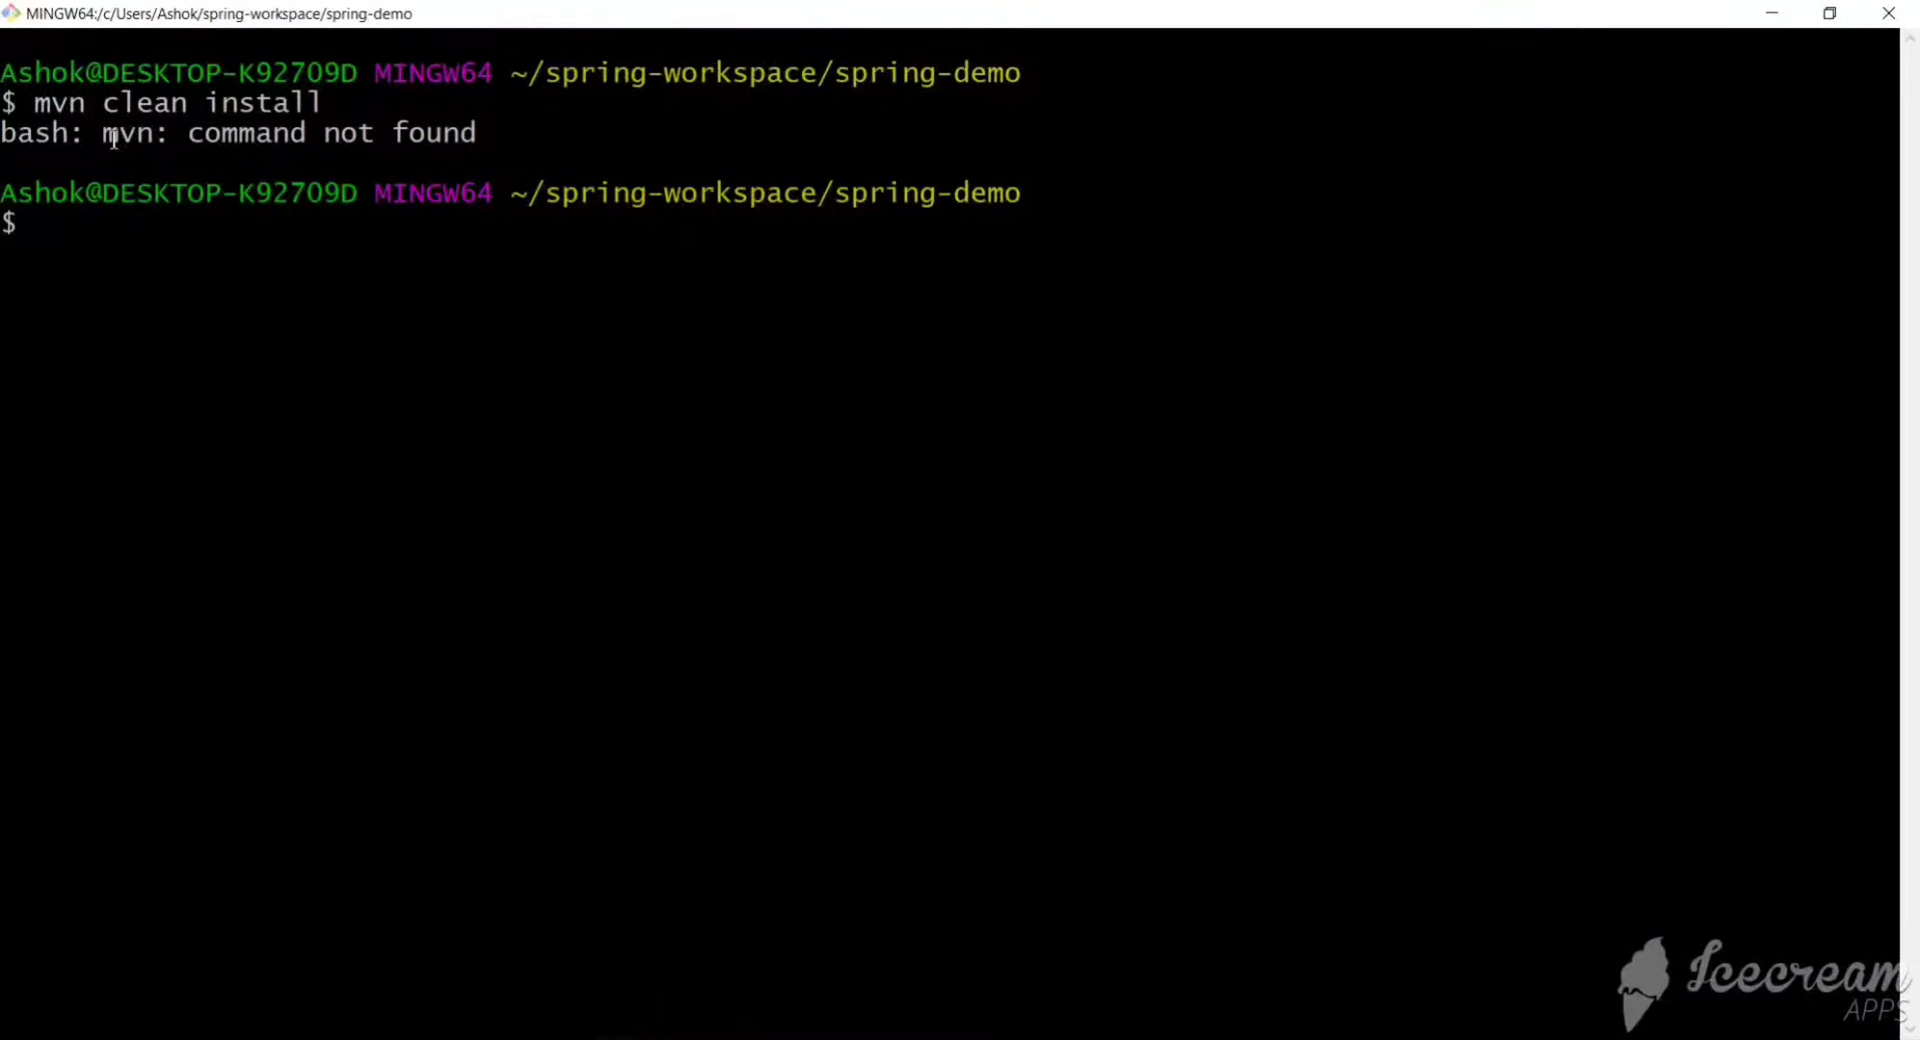 MINGW64:/c/Users/Ashok/spring-workspace/spring-demo
Ashok@DESKTOP-K92709D MINGW64 ~/spring-workspace/spring-demo
$ mvn clean install
bash: mvn: command not found
Ashok@DESKTOP-K92709D MINGW64 ~/spring-workspace/spring-demo
$
Icecream
APPS